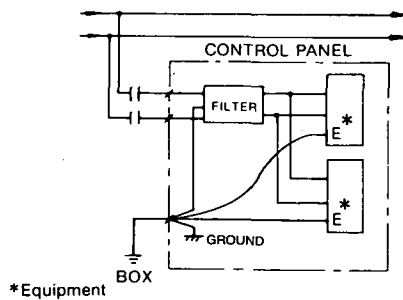 CONTROL PANEL
FILTER
E *
E *
GROUND
BOX
*Equipment